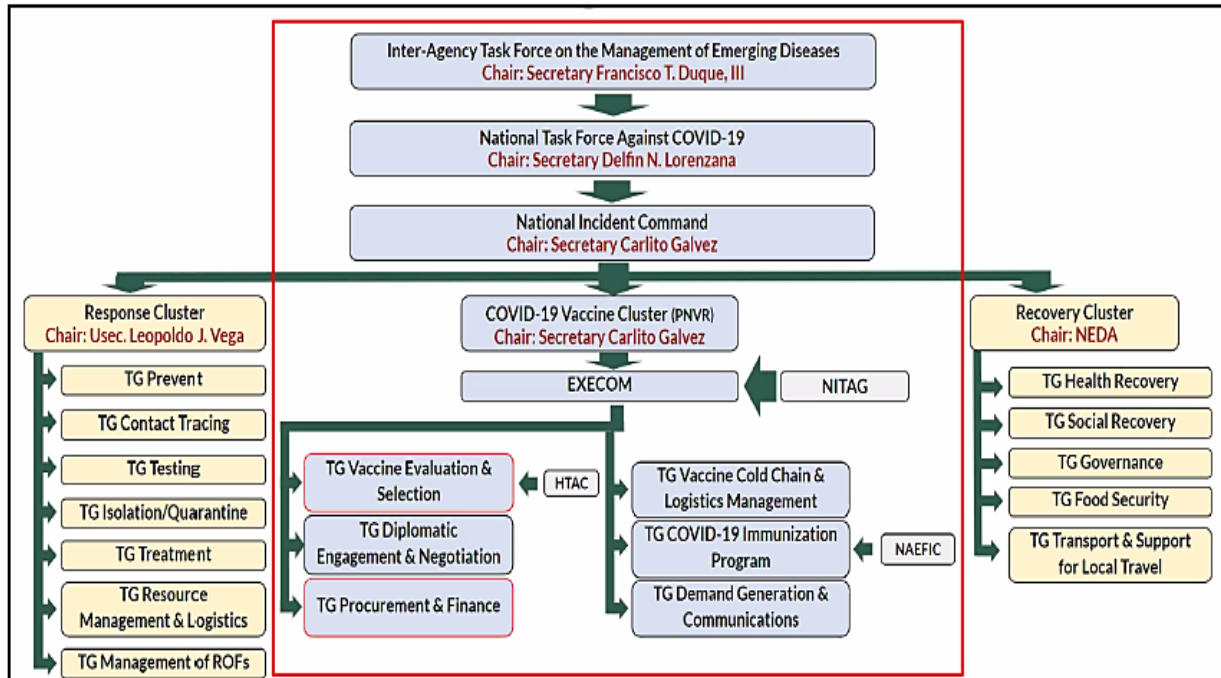 Inter-Agency Task Force on the Management of Emerging Diseases
Chair: Secretary Francisco T. Duque, III
National Task Force Against COVID-19
Chair: Secretary Delfin N. Lorenzana
National Incident Command
Chair: Secretary Carlito Galvez
Response Cluster
Chair: Usec. Leopoldo J. Vega
TG Prevent
TG Contact Tracing
TG Testing
TG Isolation/Quarantine
TG Treatment
TG Resource
Management & Logistics
TG Management of ROFs
COVID-19 Vaccine Cluster (PNVR)
Chair: Secretary Carlito Galvez
EXECOM
NITAG
TG Vaccine Evaluation &
Selection
HTAC
TG Diplomatic
Engagement & Negotiation
TG Procurement & Finance
TG Vaccine Cold Chain &
Logistics Management
TG COVID-19 Immunization
Program
NAEFIC
TG Demand Generation &
Communications
Recovery Cluster
Chair: NEDA
TG Health Recovery
TG Social Recovery
TG Governance
TG Food Security
TG Transport & Support
for Local Travel